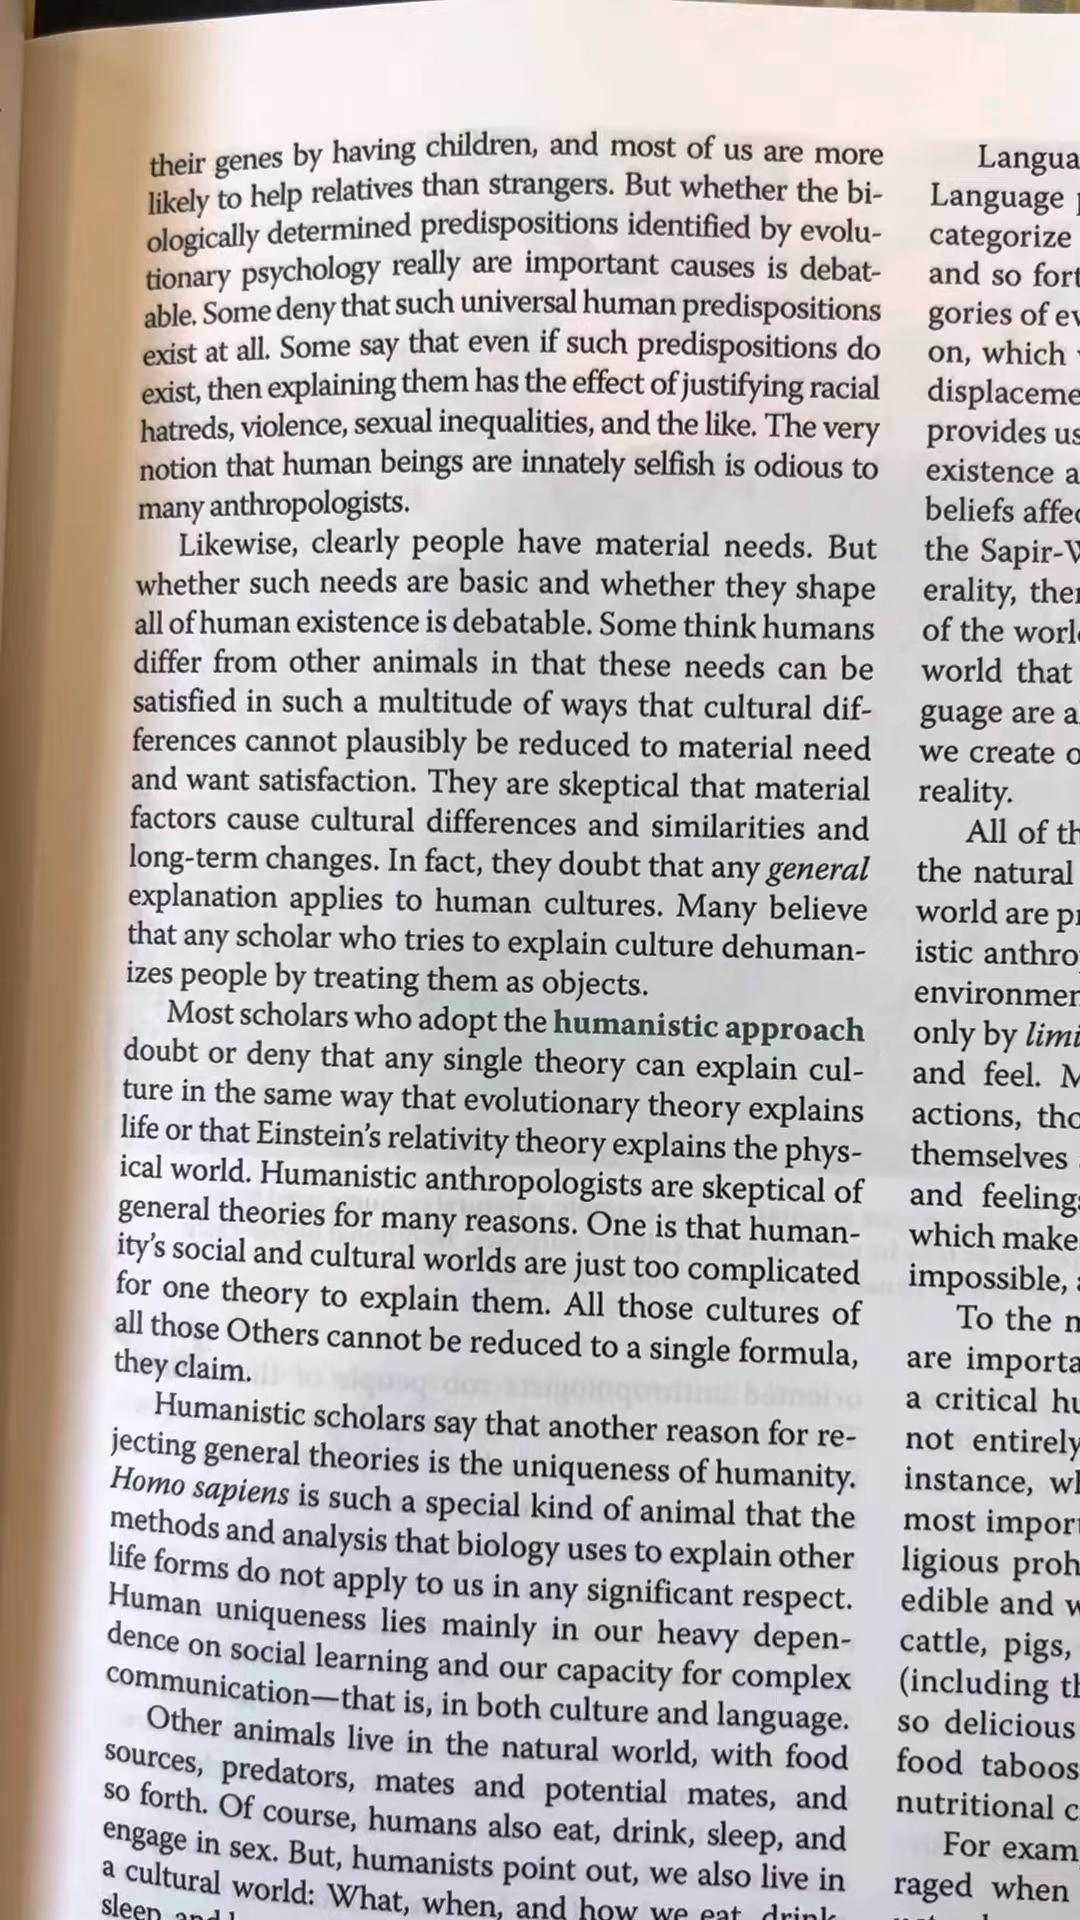 their genes by having children, and most of us are more
likely to help relatives than strangers. But whether the bi-
ologically determined predispositions identified by evolu-
tionary psychology really are important causes is debat-
able. Some deny that such universal human predispositions
exist at all. Some say that even if such predispositions do
exist, then explaining them has the effect of justifying racial
hatreds, violence, sexual inequalities, and the like. The very
notion that human beings are innately selfish is odious to
many anthropologists.
Likewise, clearly people have material needs. But
whether such needs are basic and whether they shape
all of human existence is debatable. Some think humans
differ from other animals in that these needs can be
satisfied in such a multitude of ways that cultural dif-
ferences cannot plausibly be reduced to material need
and want satisfaction. They are skeptical that material
factors cause cultural differences and similarities and
long-term changes. In fact, they doubt that any general
explanation applies to human cultures. Many believe
that any scholar who tries to explain culture dehuman-
izes people by treating them as objects.
Most scholars who adopt the humanistic approach
doubt or deny that any single theory can explain cul-
ture in the same way that evolutionary theory explains
life or that Einstein's relativity theory explains the phys-
ical world. Humanistic anthropologists are skeptical of
general theories for many reasons. One is that human-
ity's social and cultural worlds are just too complicated
for one theory to explain them. All those cultures of
all those Others cannot be reduced to a single formula,
they claim.
Humanistic scholars say that another reason for re-
jecting general theories is the uniqueness of humanity.
Homo sapiens is such a special kind of animal that the
methods and analysis that biology uses to explain other
life forms do not apply to us in any significant respect.
Human uniqueness lies mainly in our heavy depen-
dence on social learning and our capacity for complex
communication—that is, in both culture and language.
Other animals live in the natural world, with food
sources, predators, mates and potential mates, and
so forth. Of course, humans also eat, drink, sleep, and
engage in sex. But, humanists point out, we also live in
a cultural world: What, when, and how we eat, drink,
sleep
Langua
Language
categorize
and so fort
gories of ev
on, which
displaceme
provides us
existence a
beliefs affec
the Sapir-W
erality, ther
of the worl
world that
guage are a
we create o
reality.
All of th
the natural
world are pr
istic anthro
environmen
only by limi
and feel. M
actions, tho
themselves
and feeling
which make
impossible,
To the n
are importa
a critical hu
not entirely
instance, wh
most import
ligious proh
edible and w
cattle, pigs,
(including th
so delicious
food taboos
nutritional c
For exam
raged when